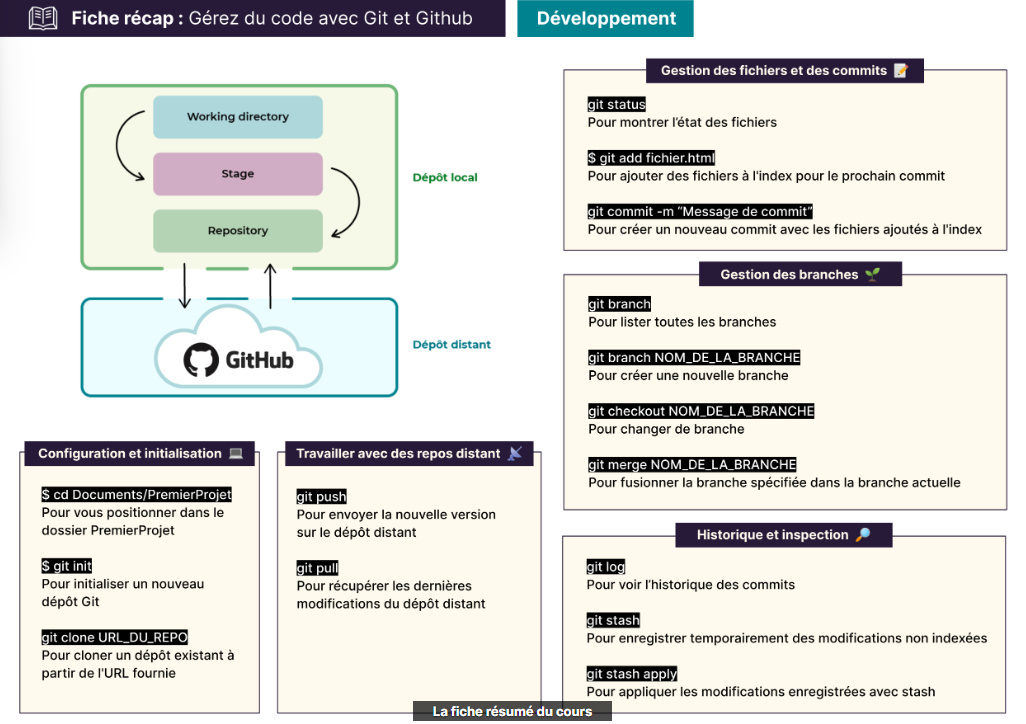 Fiche récap : Gérez du code avec Git et Github
Développement
Working directory
Stage
Repository
Dépôt local
GitHub
Dépôt distant
Configuration et initialisation
$ cd Documents/PremierProjet
Pour vous positionner dans le
dossier PremierProjet
$ git init
Pour initialiser un nouveau
dépôt Git
git clone URL_DU_REPO
Pour cloner un dépôt existant à
partir de l'URL fournie
Travailler avec des repos distant
git push
Pour envoyer la nouvelle version
sur le dépôt distant
git pull
Pour récupérer les dernières
modifications du dépôt distant
Gestion des fichiers et des commits
git status
Pour montrer l'état des fichiers
$ git add fichier.html
Pour ajouter des fichiers à l'index pour le prochain commit
git commit -m “Message de commit”
Pour créer un nouveau commit avec les fichiers ajoutés à l'index
Gestion des branches
git branch
Pour lister toutes les branches
git branch NOM_DE_LA_BRANCHE
Pour créer une nouvelle branche
git checkout NOM_DE_LA_BRANCHE
Pour changer de branche
git merge NOM_DE_LA_BRANCHE
Pour fusionner la branche spécifiée dans la branche actuelle
Historique et inspection
git log
Pour voir l'historique des commits
git stash
Pour enregistrer temporairement des modifications non indexées
git stash apply
Pour appliquer les modifications enregistrées avec stash
La fiche résumé du cours